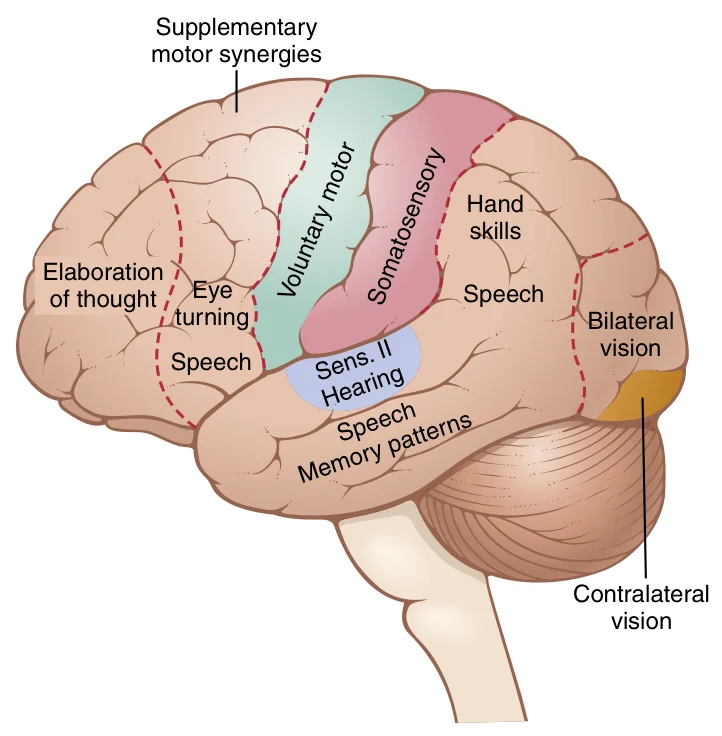 Supplementary
motor synergies
Voluntary motor
Somatosensory
Hand
skills
Elaboration
of thought
Eye
turning
Speech
Bilateral
vision
Speech
Sens. II
Hearing
Speech
Memory patterns
Contralateral
vision